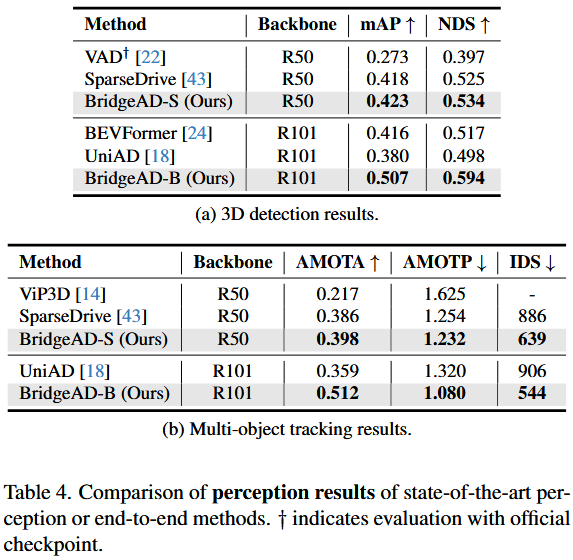 Method Backbone mAP ↑ NDS ↑
VAD† [22] R50 0.273 0.397
SparseDrive [43] R50 0.418 0.525
BridgeAD-S (Ours) R50 0.423 0.534
BEVFormer [24] R101 0.416 0.517
UniAD [18] R101 0.380 0.498
BridgeAD-B (Ours) R101 0.507 0.594
(a) 3D detection results.
Method Backbone AMOTA ↑ AMOTP ↓ IDS ↓
ViP3D [14] R50 0.217 1.625 -
SparseDrive [43] R50 0.386 1.254 886
BridgeAD-S (Ours) R50 0.398 1.232 639
UniAD [18] R101 0.359 1.320 906
BridgeAD-B (Ours) R101 0.512 1.080 544
(b) Multi-object tracking results.
Table 4. Comparison of perception results of state-of-the-art per-
ception or end-to-end methods. † indicates evaluation with official
checkpoint.